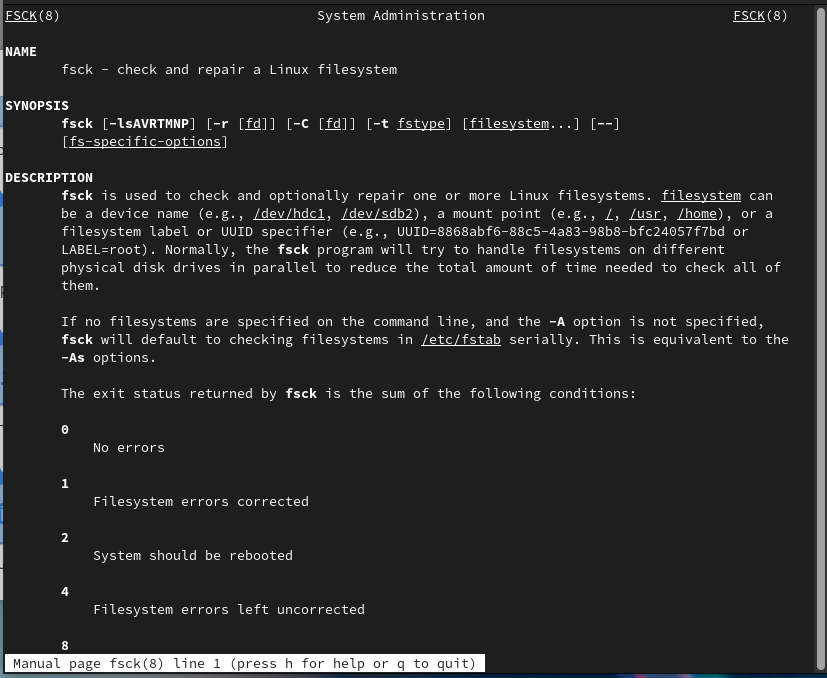 FSCK(8) System Administration FSCK(8)
NAME
fsck - check and repair a Linux filesystem
SYNOPSIS
fsck [-lsAVRTMNP] [-r [fd]] [-C [fd]] [-t fstype] [filesystem...] [--]
[fs-specific-options]
DESCRIPTION
fsck is used to check and optionally repair one or more Linux filesystems. filesystem can
be a device name (e.g., /dev/hdc1, /dev/sdb2), a mount point (e.g., /, /usr, /home), or a
filesystem label or UUID specifier (e.g., UUID=8868abf6-88c5-4a83-98b8-bfc24057f7bd or
LABEL=root). Normally, the fsck program will try to handle filesystems on different
physical disk drives in parallel to reduce the total amount of time needed to check all of
them.
If no filesystems are specified on the command line, and the -A option is not specified,
fsck will default to checking filesystems in /etc/fstab serially. This is equivalent to the
-As options.
The exit status returned by fsck is the sum of the following conditions:
0
No errors
1
Filesystem errors corrected
2
System should be rebooted
4
Filesystem errors left uncorrected
8
Manual page fsck(8) line 1 (press h for help or q to quit)